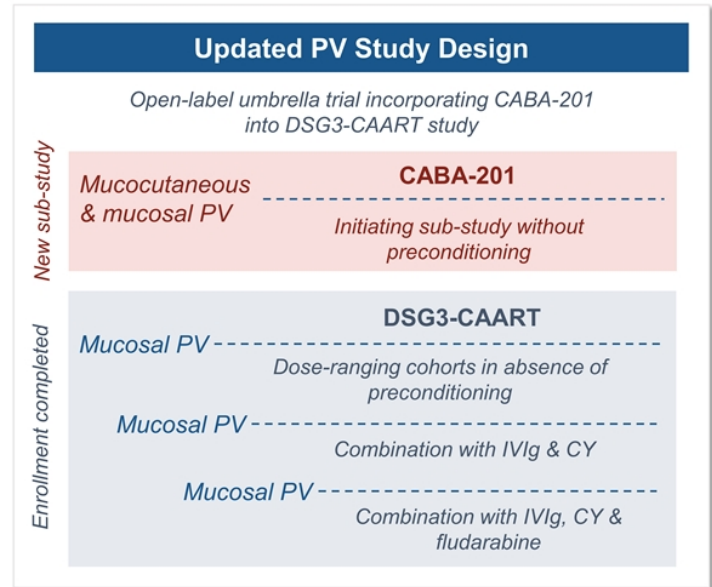 Updated PV Study Design
Open-label umbrella trial incorporating CABA-201
into DSG3-CAART study
New sub-study
Mucocutaneous
& mucosal PV
CABA-201
Initiating sub-study without
preconditioning
Enrollment completed
DSG3-CAART
Mucosal PV
Dose-ranging cohorts in absence of
preconditioning
Mucosal PV
Combination with IVIg & CY
Mucosal PV
Combination with IVIg, CY &
fludarabine